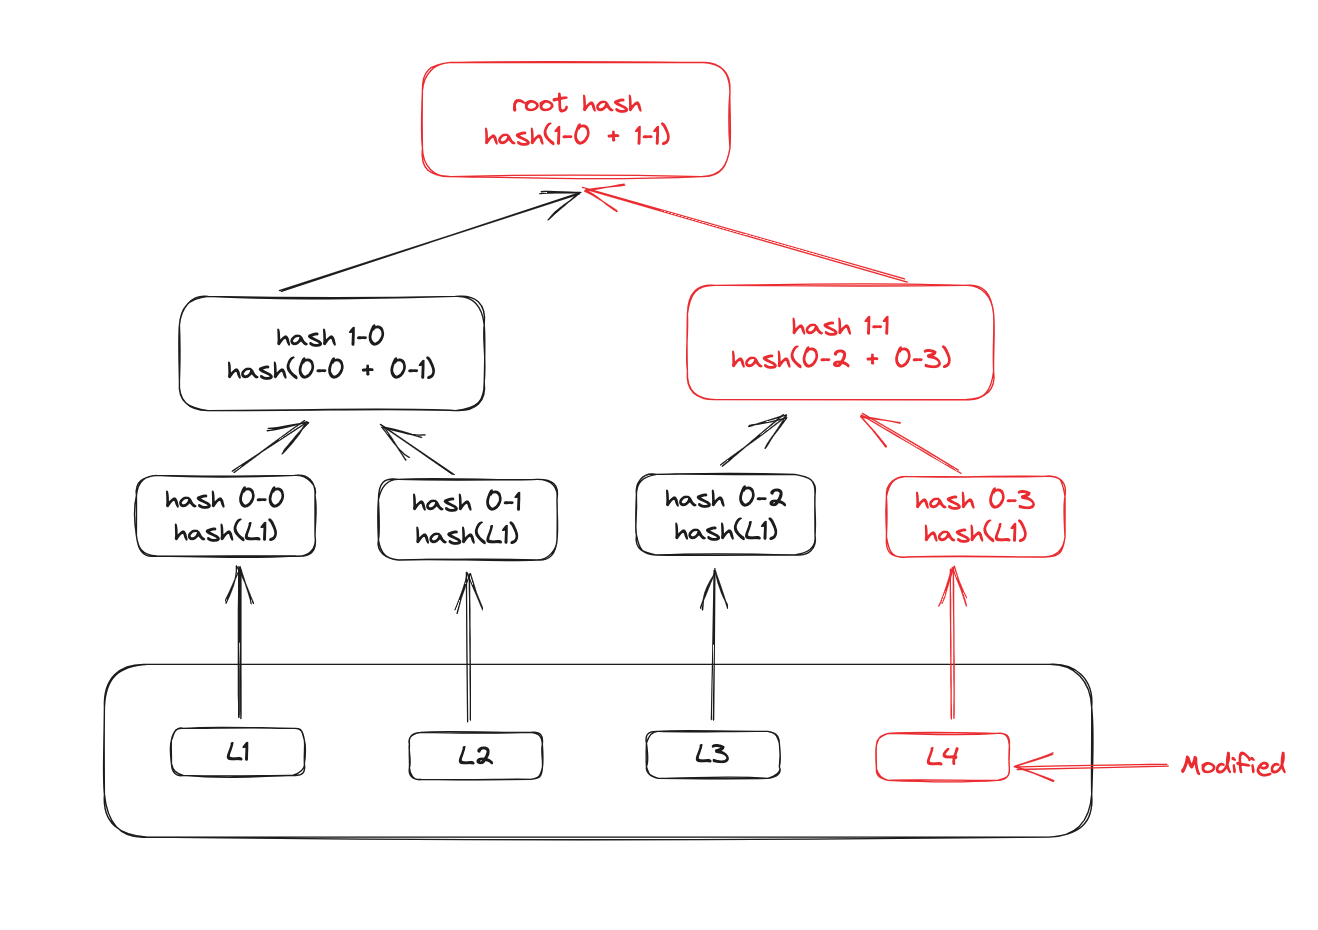 root hash
hash(1-0 + 1-1)
hash 1-0
hash(0-0 + 0-1)
hash 1-1
hash(0-2 + 0-3)
hash 0-0
hash(L1)
hash 0-1
hash(L1)
hash 0-2
hash(L1)
hash 0-3
hash(L1)
L1
L2
L3
L4
Modified